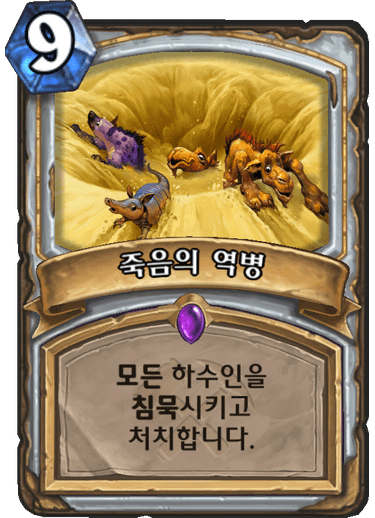 9
죽음의 역병
모든 하수인을
침묵시키고
처치합니다.